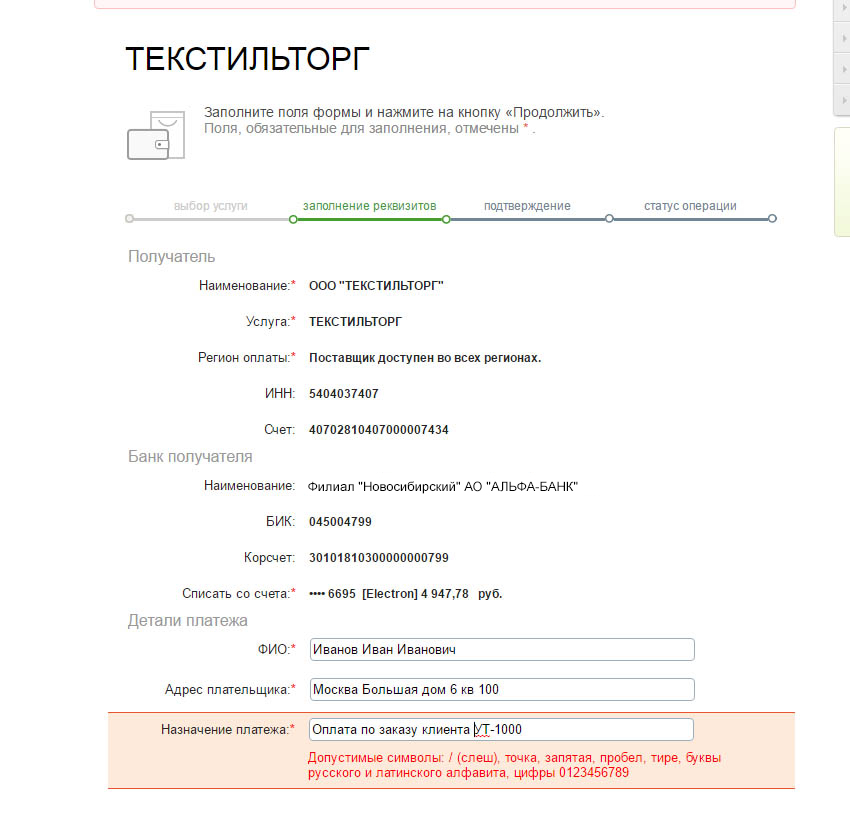 ТЕКСТИЛЬТОРГ
Заполните поля формы и нажмите на кнопку «Продолжить».
Поля, обязательные для заполнения, отмечены * .
выбор услуги заполнение реквизитов подтверждение статус операции
Получатель
Наименование:* ООО "ТЕКСТИЛЬТОРГ"
Услуга:* ТЕКСТИЛЬТОРГ
Регион оплаты:* Поставщик доступен во всех регионах.
ИНН: 5404037407
Счет: 40702810407000007434
Банк получателя
Наименование: Филиал "Новосибирский" АО "АЛЬФА-БАНК"
БИК: 045004799
Корсчет: 30101810300000000799
Списать со счета:* •••• 6695 [Electron] 4 947,78 руб.
Детали платежа
ФИО:* Иванов Иван Иванович
Адрес плательщика:* Москва Большая дом 6 кв 100
Назначение платежа:* Оплата по заказу клиента УТ-1000
Допустимые символы: / (слеш), точка, запятая, пробел, тире, буквы
русского и латинского алфавита, цифры 0123456789